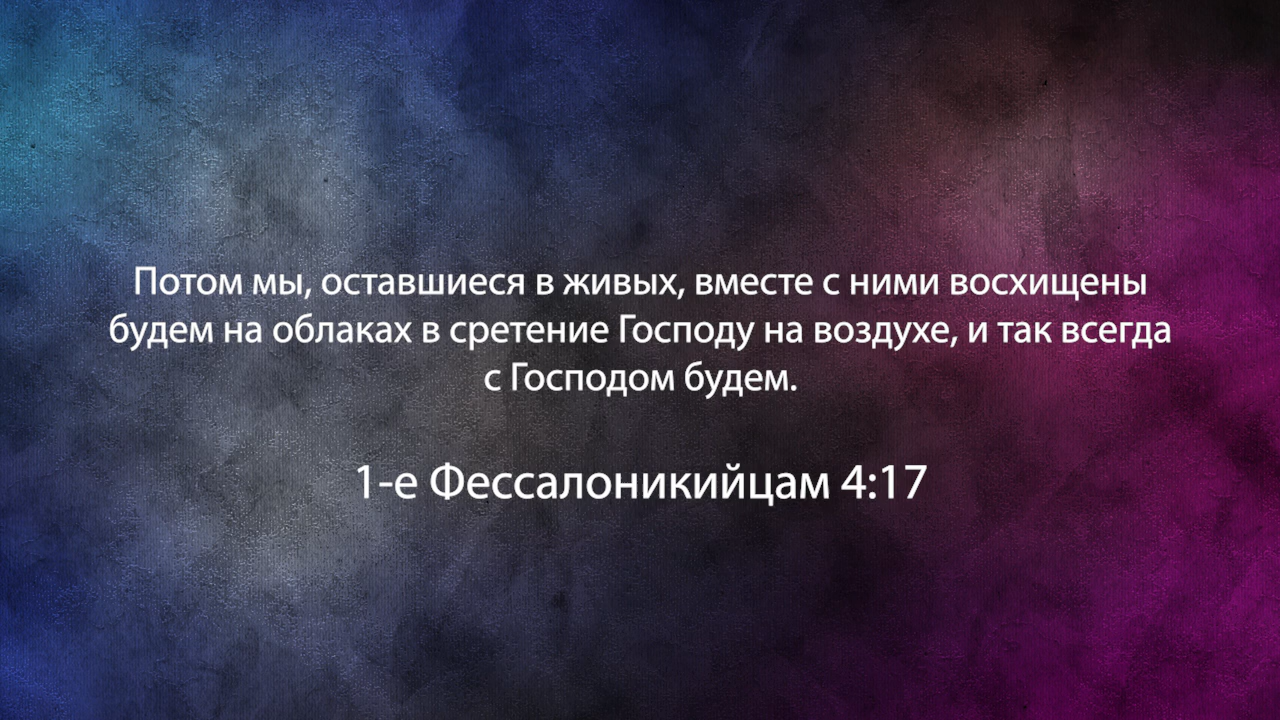 Потом мы, оставшиеся в живых, вместе с ними восхищены
будем на облаках в сретение Господу на воздухе, и так всегда
с Господом будем.
1-е Фессалоникийцам 4:17